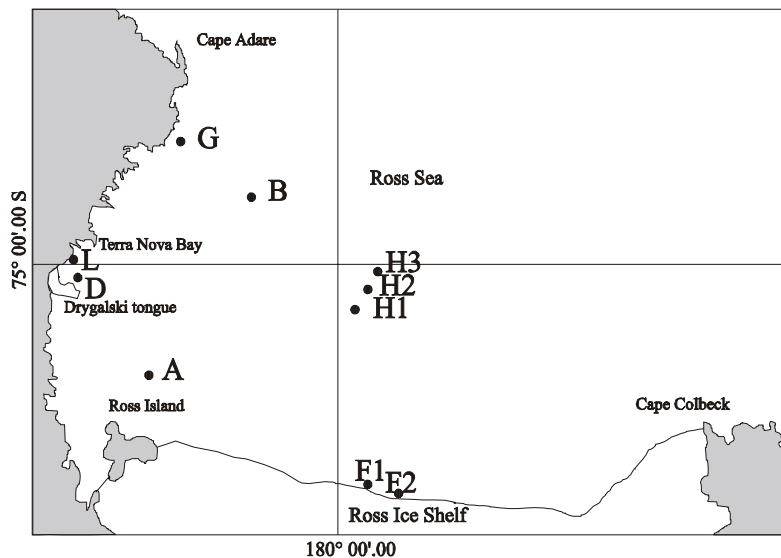 Cape Adare
G
Ross Sea
B
75° 00'.00 S
Terra Nova Bay
L
H3
D
H2
Drygalski tongue
H1
A
Ross Island
Cape Colbeck
F1
F2
Ross Ice Shelf
180° 00'.00